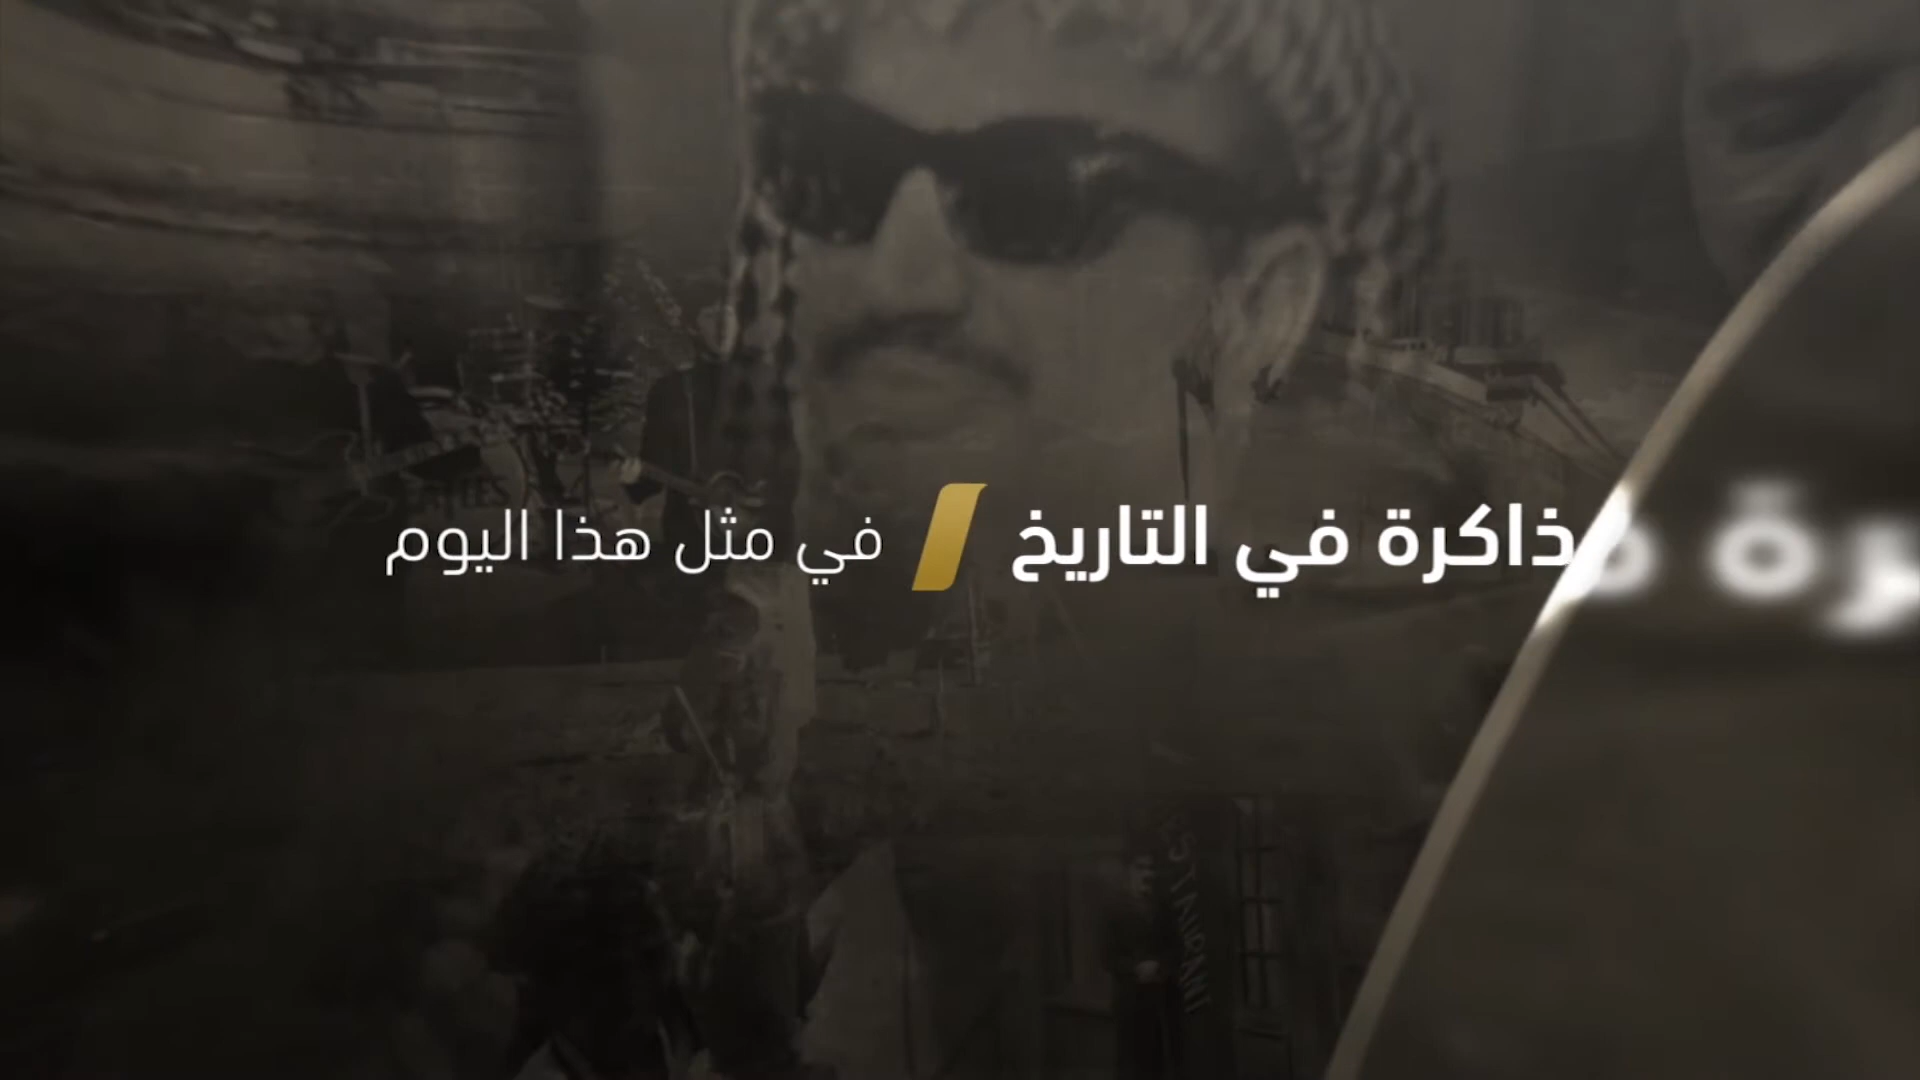 ذاكرة في التاريخ / في مثل هذا اليوم